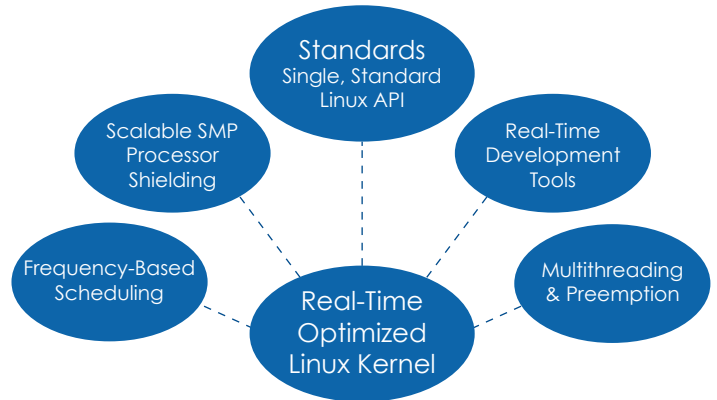 Standards
Single, Standard
Linux API
Scalable SMP
Processor
Shielding
Real-Time
Development
Tools
Frequency-Based
Scheduling
Multithreading
& Preemption
Real-Time
Optimized
Linux Kernel